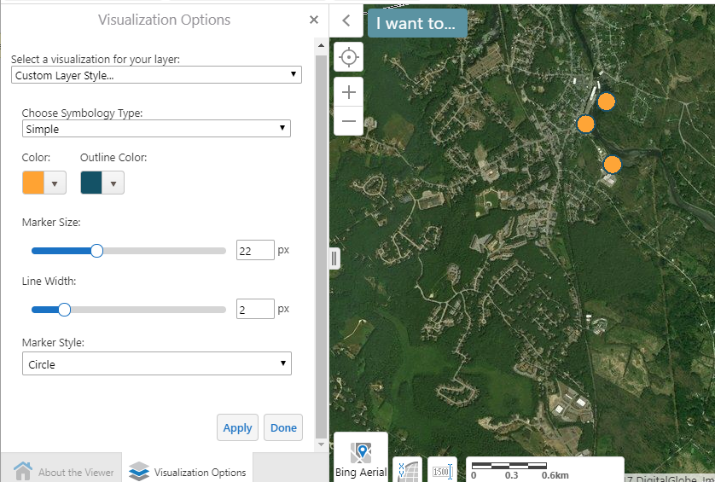 Visualization Options
I want to...
Select a visualization for your layer:
Custom Layer Style...
Choose Symbology Type:
Simple
Color:
Outline Color:
Marker Size:
22 px
Line Width:
2 px
Marker Style:
Circle
Apply
Done
About the Viewer
Visualization Options
Bing Aerial
X,Y
1500
0 0.3 0.6km
7 DigitalGlobe, Im